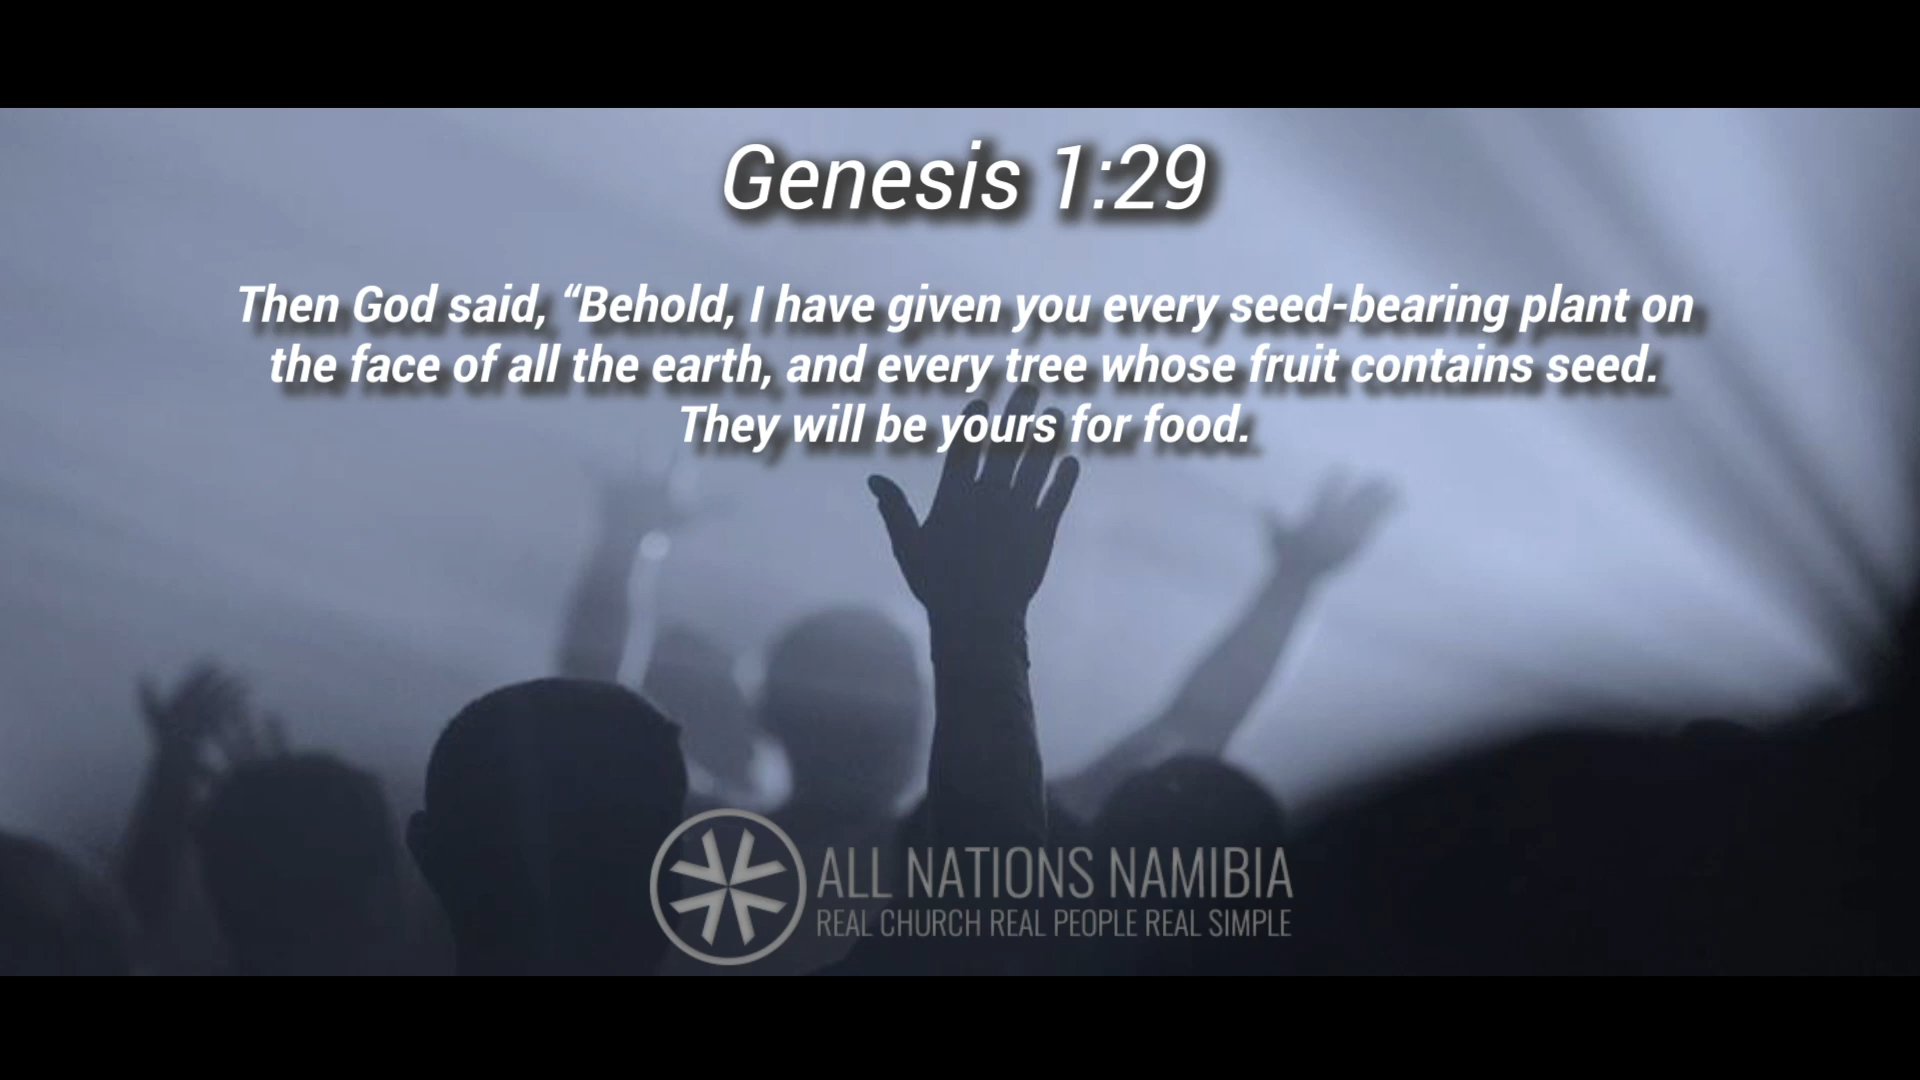 Genesis 1:29
Then God said, “Behold, I have given you every seed-bearing plant on
the face of all the earth, and every tree whose fruit contains seed.
They will be yours for food.
ALL NATIONS NAMIBIA
REAL CHURCH REAL PEOPLE REAL SIMPLE